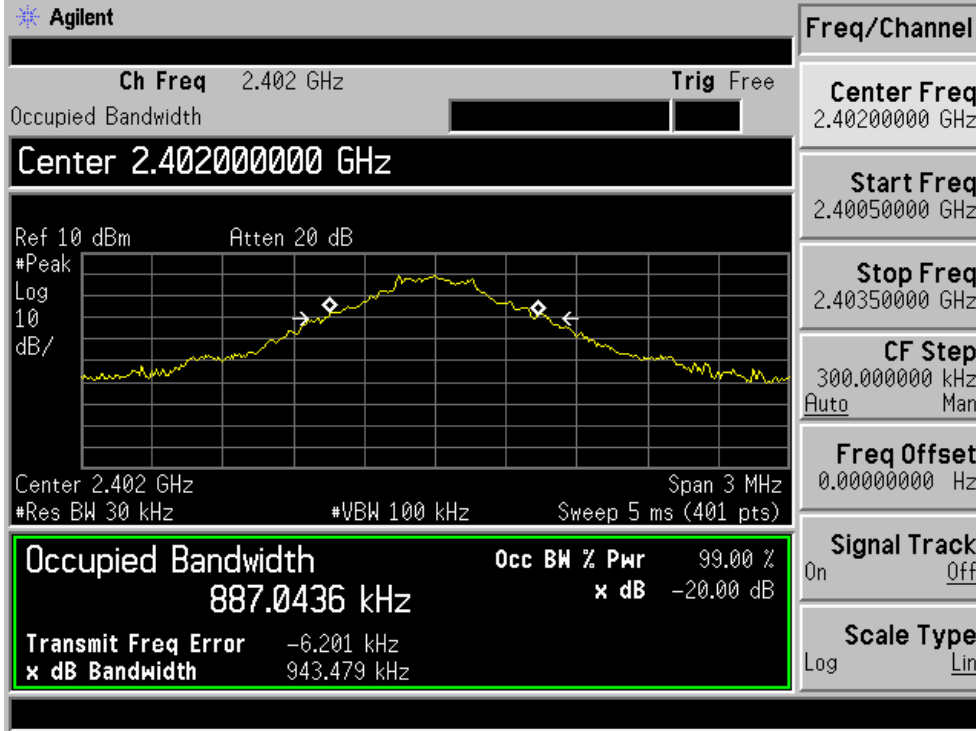 Agilent
Ch Freq 2.402 GHz Trig Free
Occupied Bandwidth
Center 2.402000000 GHz
Ref 10 dBm Atten 20 dB
#Peak
Log
10
dB/
Center 2.402 GHz Span 3 MHz
#Res BW 30 kHz #VBW 100 kHz Sweep 5 ms (401 pts)
Occupied Bandwidth Occ BW % Pwr 99.00 %
887.0436 kHz x dB -20.00 dB
Transmit Freq Error -6.201 kHz
x dB Bandwidth 943.479 kHz
Freq/Channel
Center Freq
2.40200000 GHz
Start Freq
2.40050000 GHz
Stop Freq
2.40350000 GHz
CF Step
300.000000 kHz
Auto Man
Freq Offset
0.00000000 Hz
Signal Track
On Off
Scale Type
Log Lin